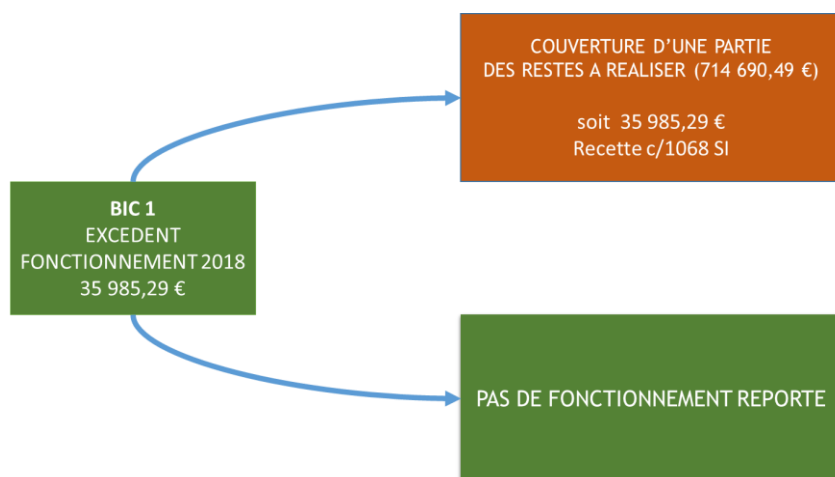 COUVERTURE D'UNE PARTIE
DES RESTES A REALISER (714 690,49 €)
soit 35 985,29 €
Recette c/1068 SI
BIC 1
EXCEDENT
FONCTIONNEMENT 2018
35 985,29 €
PAS DE FONCTIONNEMENT REPORTE